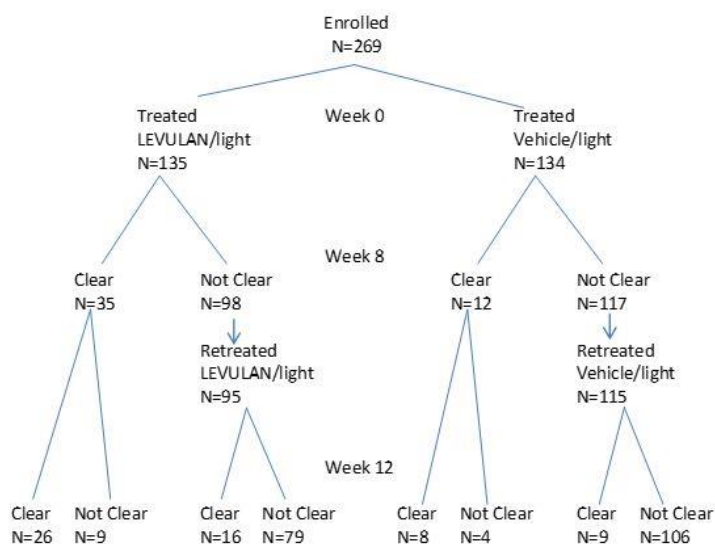 Enrolled
N=269
Week 0
Treated
LEVULAN/light
N=135
Treated
Vehicle/light
N=134
Week 8
Clear
N=35
Not Clear
N=98
Clear
N=12
Not Clear
N=117
Retreated
LEVULAN/light
N=95
Retreated
Vehicle/light
N=115
Week 12
Clear
N=26
Not Clear
N=9
Clear
N=16
Not Clear
N=79
Clear
N=8
Not Clear
N=4
Clear
N=9
Not Clear
N=106